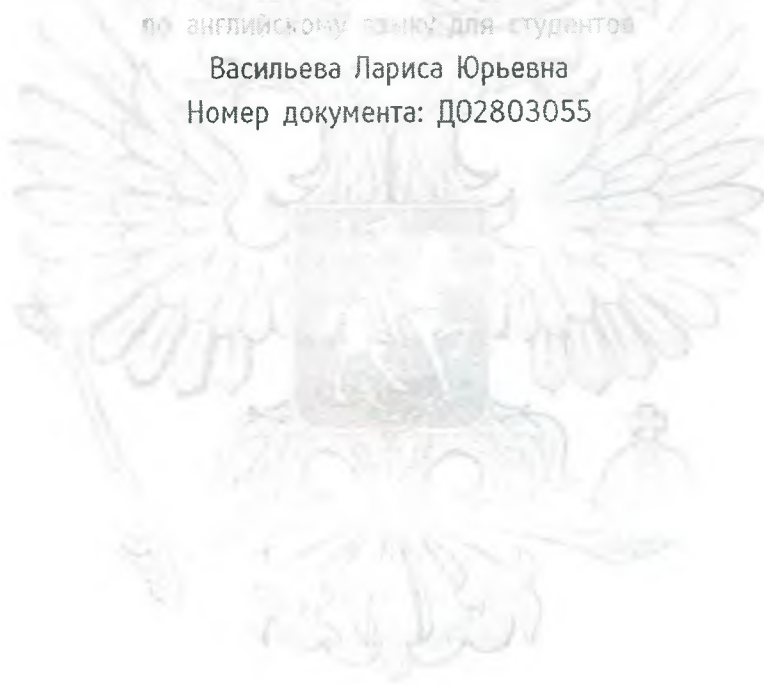 по английскому языку для студентов
Васильева Лариса Юрьевна
Номер документа: Д02803055